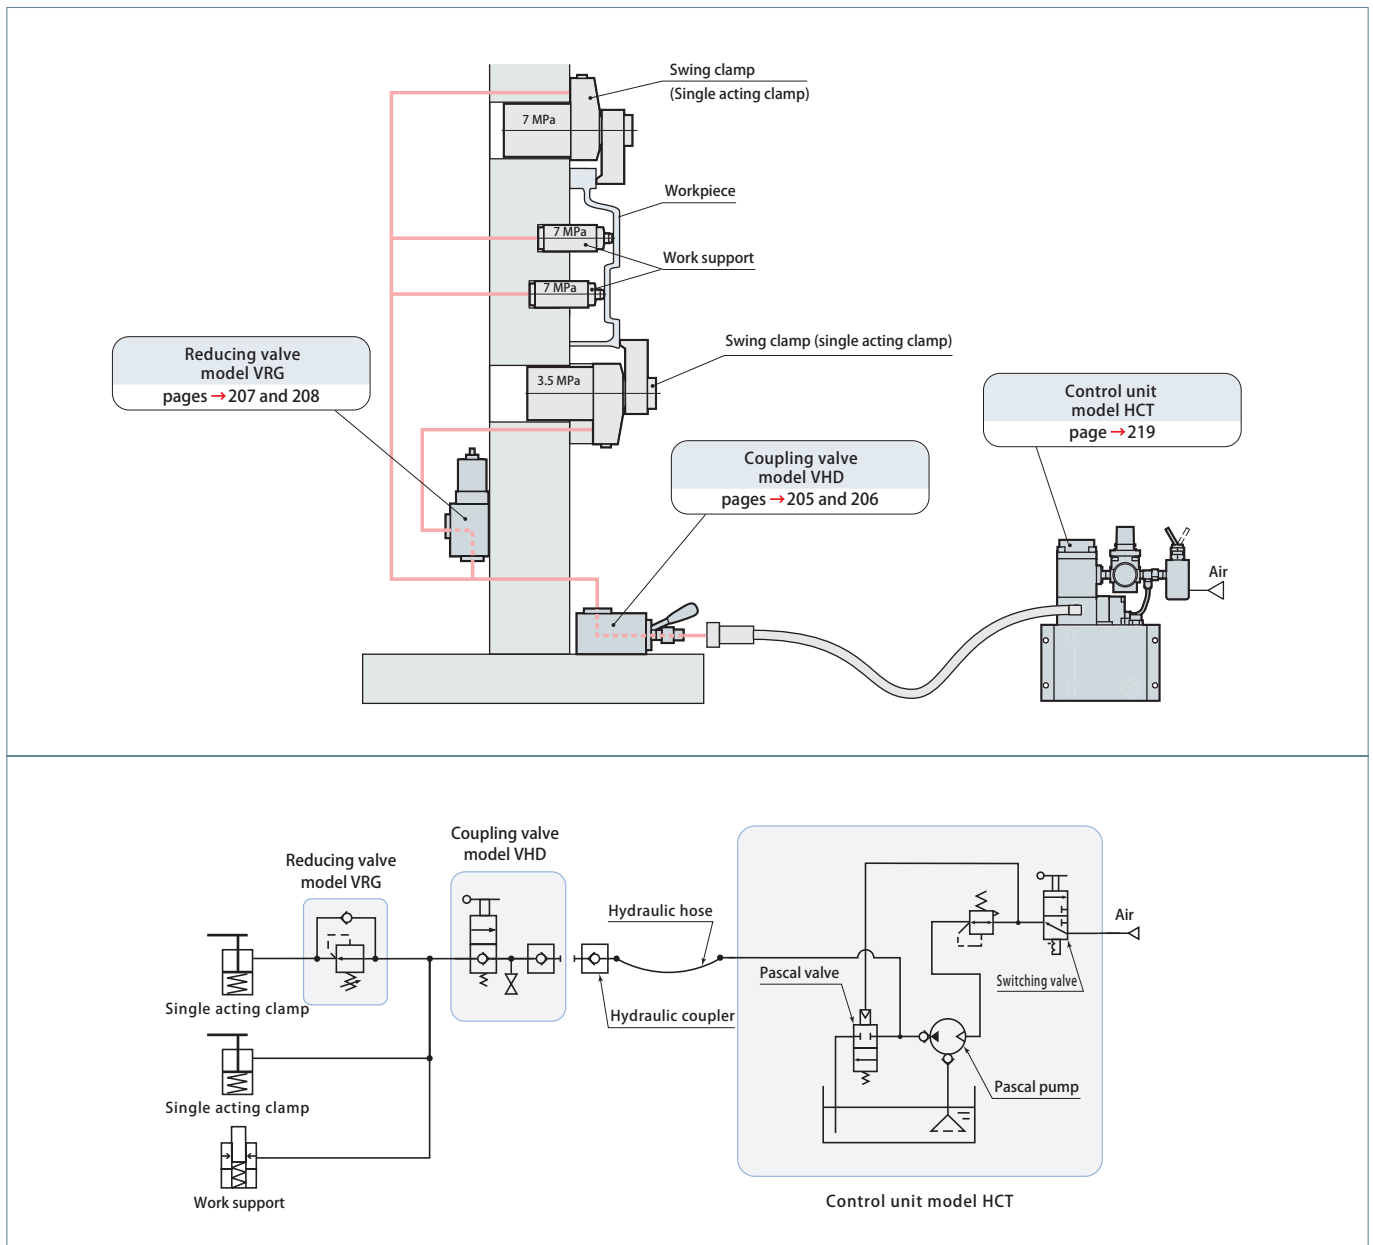 Swing clamp
(Single acting clamp)
7 MPa
Workpiece
7 MPa
Work support
7 MPa
Swing clamp (single acting clamp)
3.5 MPa
Reducing valve
model VRG
pages →207 and 208
Control unit
model HCT
page →219
Coupling valve
model VHD
pages →205 and 206
Air
Coupling valve
model VHD
Reducing valve
model VRG
Hydraulic hose
Air
Pascal valve
Switching valve
Single acting clamp
Hydraulic coupler
Pascal pump
Single acting clamp
Work support
Control unit model HCT